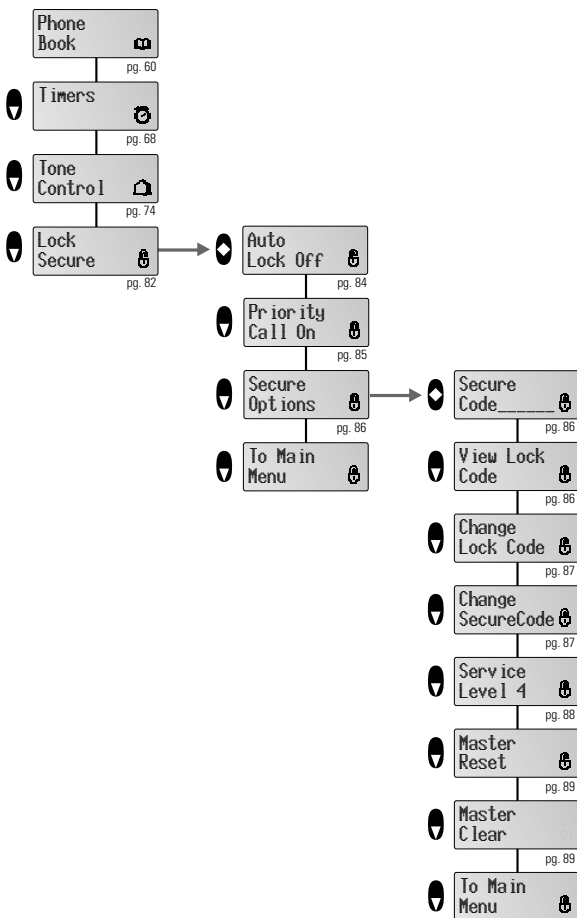 Phone
Book
pg. 60
Timers
pg. 68
Tone
Control
pg. 74
Lock
Secure
pg. 82
Auto
Lock Off
pg. 84
Priority
Call On
pg. 85
Secure
Options
pg. 86
To Main
Menu
Secure
Code______
pg. 86
View Lock
Code
pg. 86
Change
Lock Code
pg. 87
Change
SecureCode
pg. 87
Service
Level 4
pg. 88
Master
Reset
pg. 89
Master
Clear
pg. 89
To Main
Menu